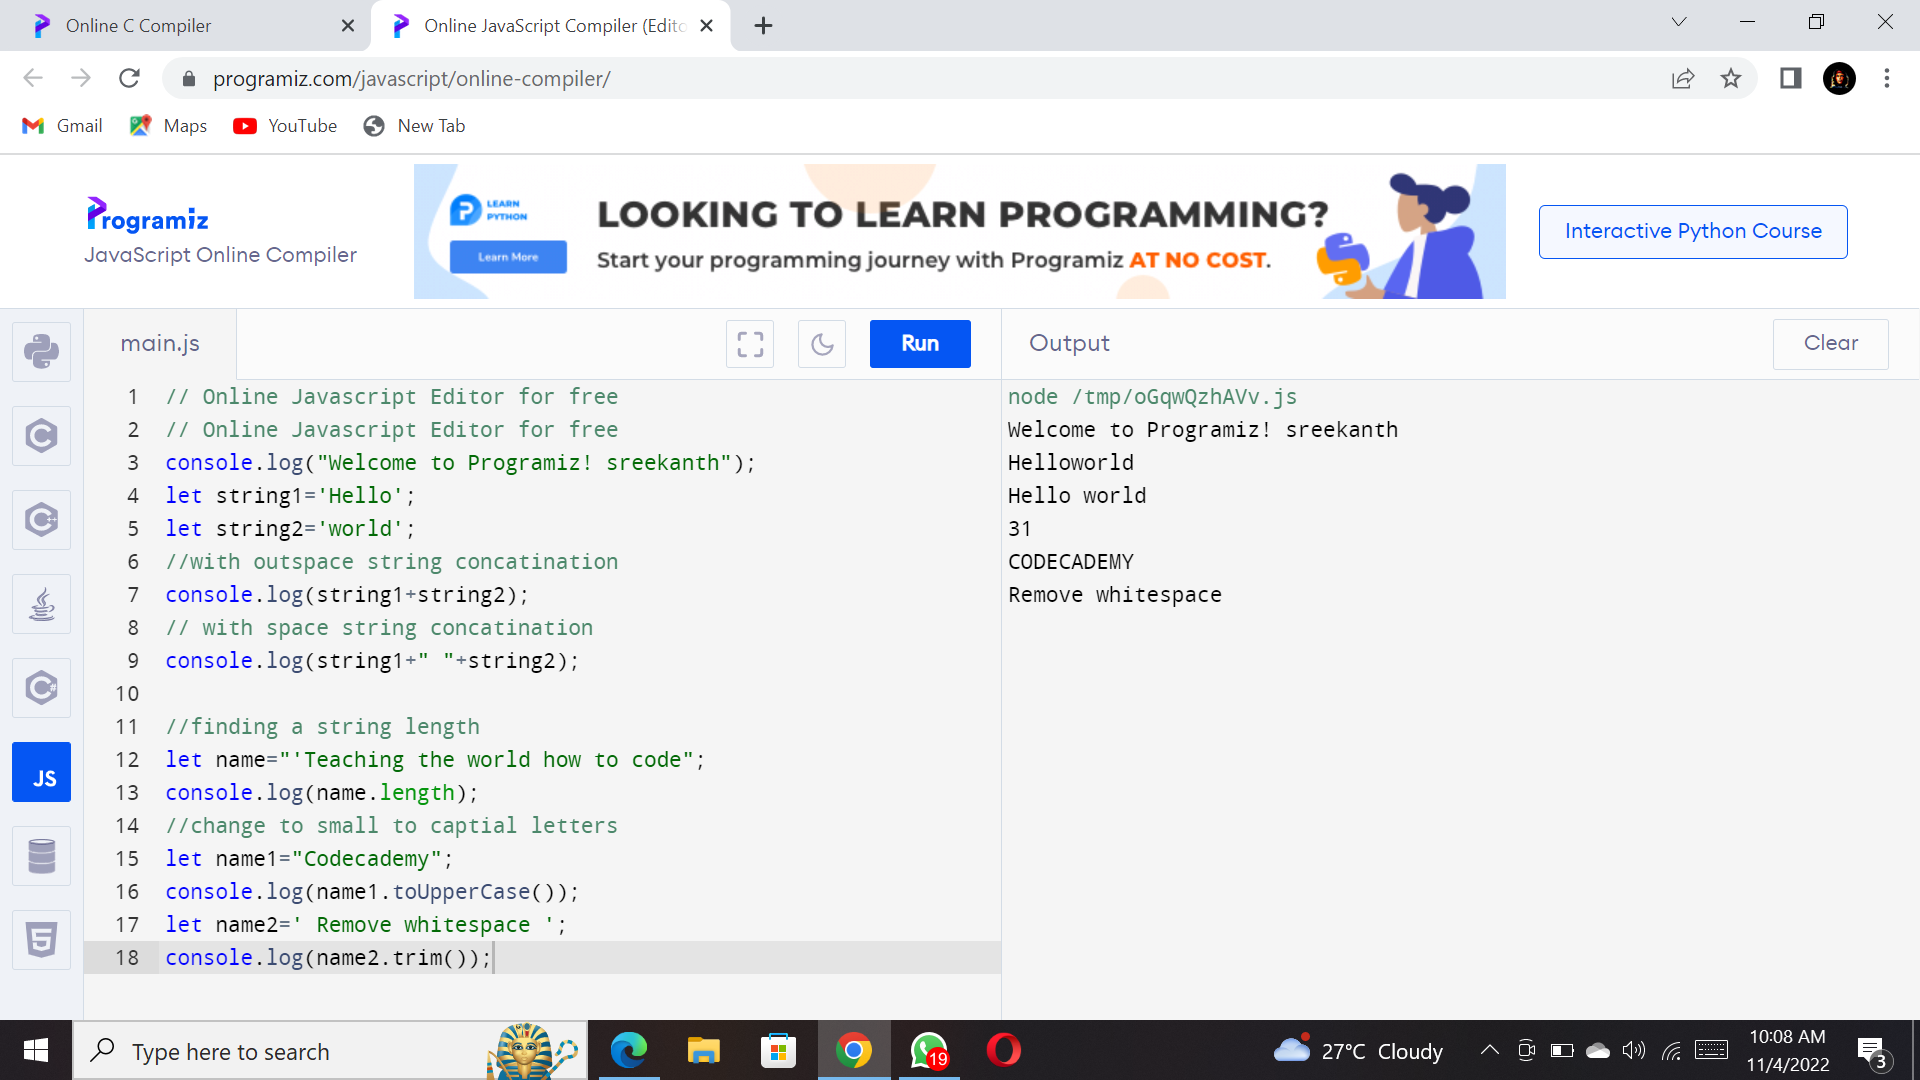 Online C Compiler
Online JavaScript Compiler (Edito
programiz.com/javascript/online-compiler/
Gmail
Maps
YouTube
New Tab
Programiz
JavaScript Online Compiler
LEARN
PYTHON
Learn More
LOOKING TO LEARN PROGRAMMING?
Start your programming journey with Programiz AT NO COST.
Interactive Python Course
main.js
Run
Output
Clear
1 // Online Javascript Editor for free
2 // Online Javascript Editor for free
3 console.log("Welcome to Programiz! sreekanth");
4 let string1='Hello';
5 let string2='world';
6 //with outspace string concatination
7 console.log(string1+string2);
8 // with space string concatination
9 console.log(string1+" "+string2);
10
11 //finding a string length
12 let name="'Teaching the world how to code";
13 console.log(name.length);
14 //change to small to captial letters
15 let name1="Codecademy";
16 console.log(name1.toUpperCase());
17 let name2=' Remove whitespace ';
18 console.log(name2.trim());
node /tmp/oGqwQzhAVv.js
Welcome to Programiz! sreekanth
Helloworld
Hello world
31
CODECADEMY
Remove whitespace
C
C++
C#
JS
5
Type here to search
19
27°C Cloudy
10:08 AM
11/4/2022
3